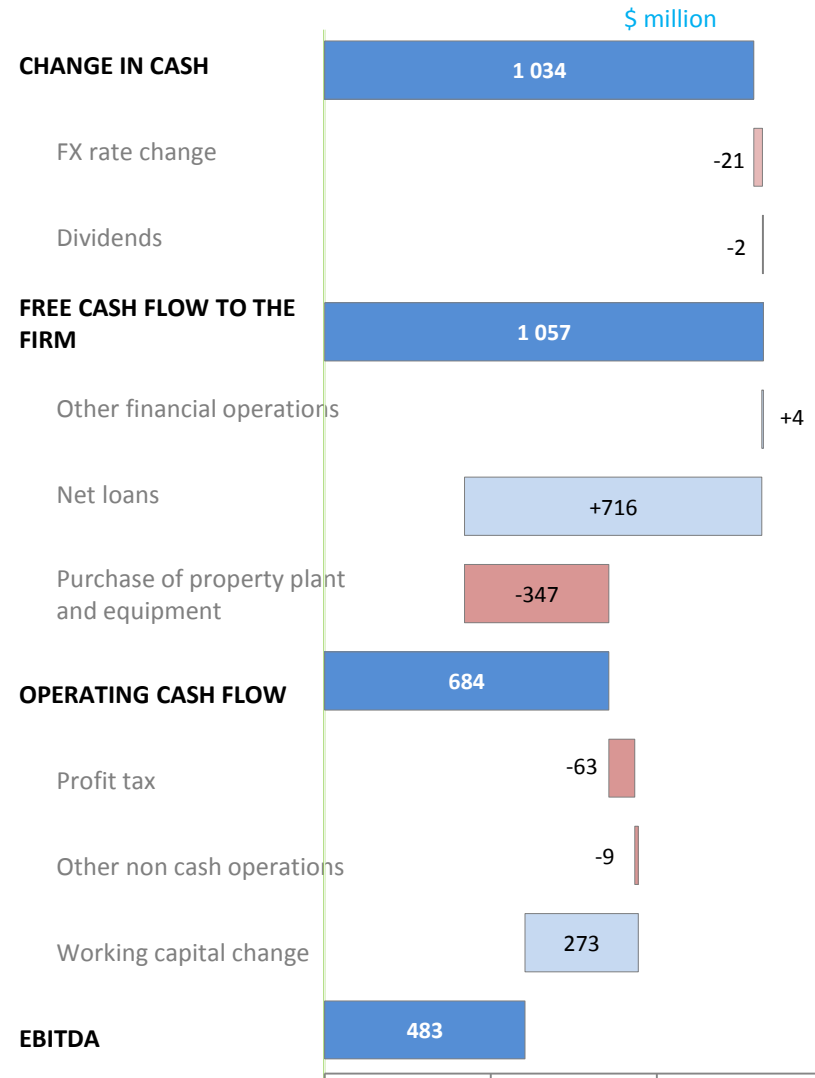 $ million
CHANGE IN CASH
1 034
FX rate change
-21
Dividends
-2
FREE CASH FLOW TO THE
FIRM
1 057
Other financial operations
+4
Net loans
+716
Purchase of property plant
and equipment
-347
OPERATING CASH FLOW
684
Profit tax
-63
Other non cash operations
-9
Working capital change
273
EBITDA
483